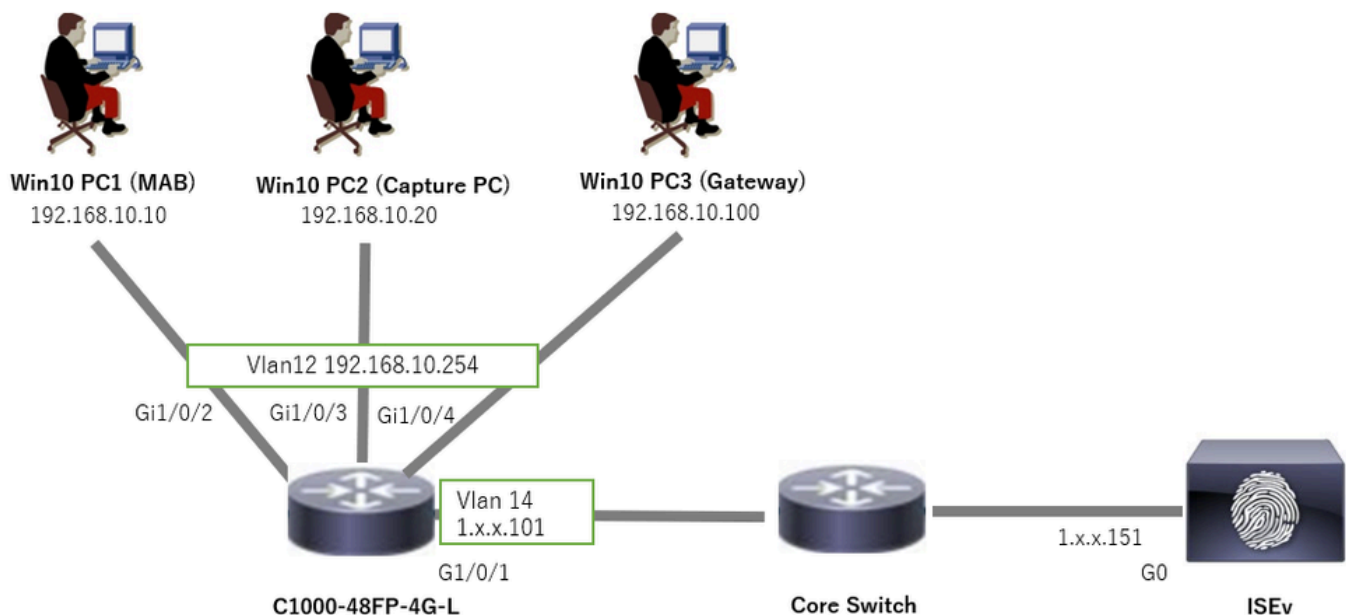 Win10 PC1 (MAB)
192.168.10.10
Win10 PC2 (Capture PC)
192.168.10.20
Win10 PC3 (Gateway)
192.168.10.100
Vlan12 192.168.10.254
Gi1/0/2
Gi1/0/3
Gi1/0/4
Vlan 14
1.x.x.101
G1/0/1
C1000-48FP-4G-L
Core Switch
1.x.x.151
G0
ISEv